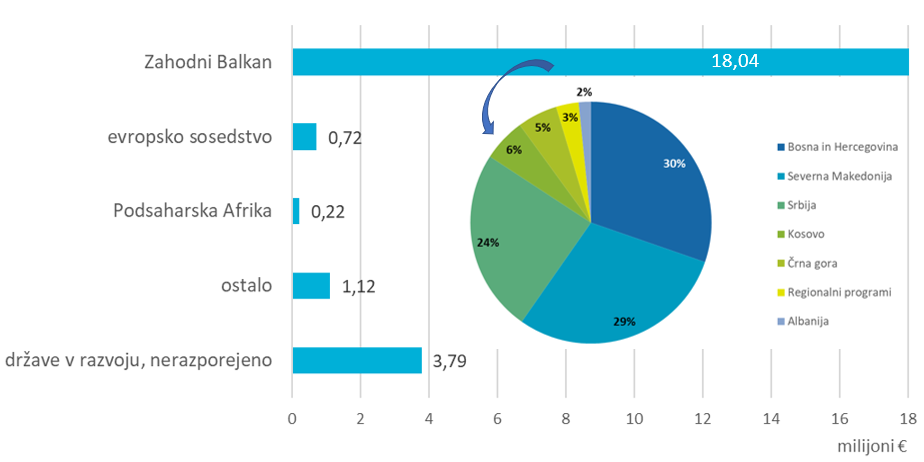 Zahodni Balkan
18,04
evropsko sosedstvo
0,72
Podsaharska Afrika
0,22
ostalo
1,12
države v razvoju, nerazporejeno
3,79
0 2 4 6 8 10 12 14 16 18
milijoni €
2%
3%
5%
6%
30%
24%
29%
Bosna in Hercegovina
Severna Makedonija
Srbija
Kosovo
Črna gora
Regionalni programi
Albanija